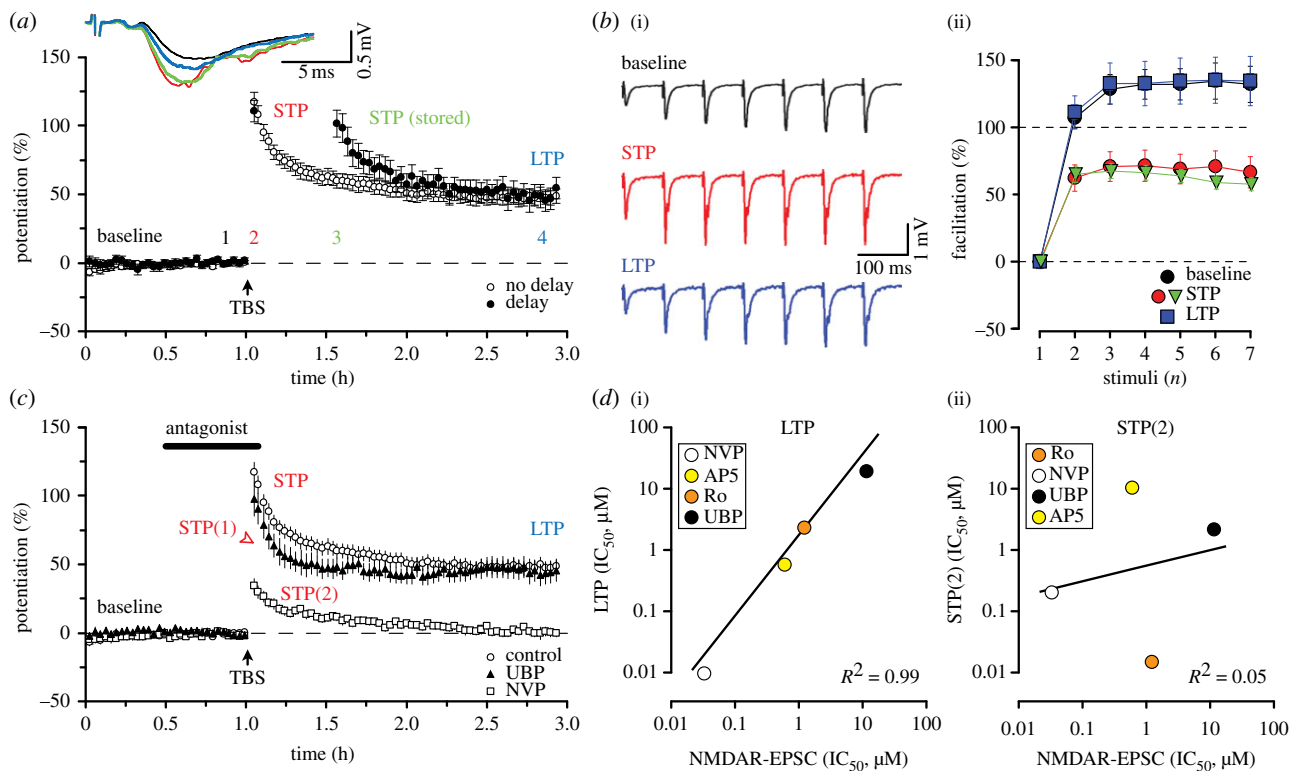 (a)
150
100
50
0
–50
potentiation (%)
5 ms
0.5 mV
STP
STP (stored)
LTP
baseline
1
2
3
4
TBS
no delay
delay
0
0.5
1.0
1.5
2.0
2.5
3.0
time (h)
(b) (i)
baseline
STP
LTP
1 mV
100 ms
(ii)
150
100
50
0
–50
facilitation (%)
baseline
STP
LTP
1 2 3 4 5 6 7
stimuli (n)
(c)
150
100
50
0
–50
potentiation (%)
antagonist
STP
STP(1)
STP(2)
LTP
baseline
TBS
control
UBP
NVP
0
0.5
1.0
1.5
2.0
2.5
3.0
time (h)
(d) (i)
LTP
100
10
1
0.1
0.01
LTP (IC50, µM)
NVP
AP5
Ro
UBP
R2 = 0.99
0.01
0.1
1
10
100
NMDAR-EPSC (IC50, µM)
(ii)
STP(2)
100
10
1
0.1
0.01
STP(2) (IC50, µM)
Ro
NVP
UBP
AP5
R2 = 0.05
0.01
0.1
1
10
100
NMDAR-EPSC (IC50, µM)